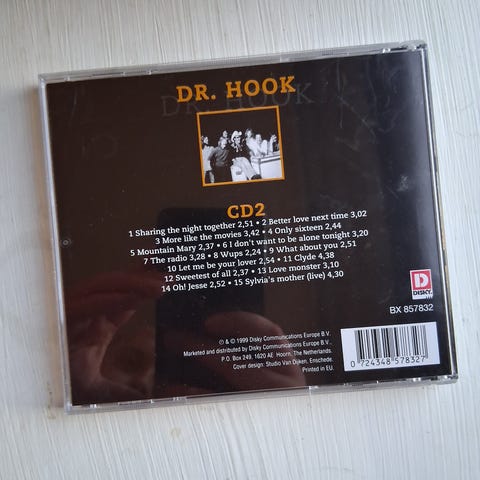 DR. HOOK
CD2
1 Sharing the night together 2,51 • 2 Better love next time 3,02
3 More like the movies 3,42 • 4 Only sixteen 2,44
5 Mountain Mary 2,37 • 6 I don't want to be alone tonight 3,20
7 The radio 3,28 • 8 Wups 2,24 • 9 What about you 2,51
10 Let me be your lover 2,54 • 11 Clyde 4,38
12 Sweetest of all 2,37 • 13 Love monster 3,10
14 Oh! Jesse 2,52 • 15 Sylvia's mother (live) 4,30
D
DISKY
BX 857832
℗ & © 1999 Disky Communications Europe B.V.
Marketed and distributed by Disky Communications Europe B.V.,
P.O. Box 249, 1620 AE Hoorn, The Netherlands.
Cover design: Studio Van Dijken, Enschede.
Printed in EU.
0 724348 578327